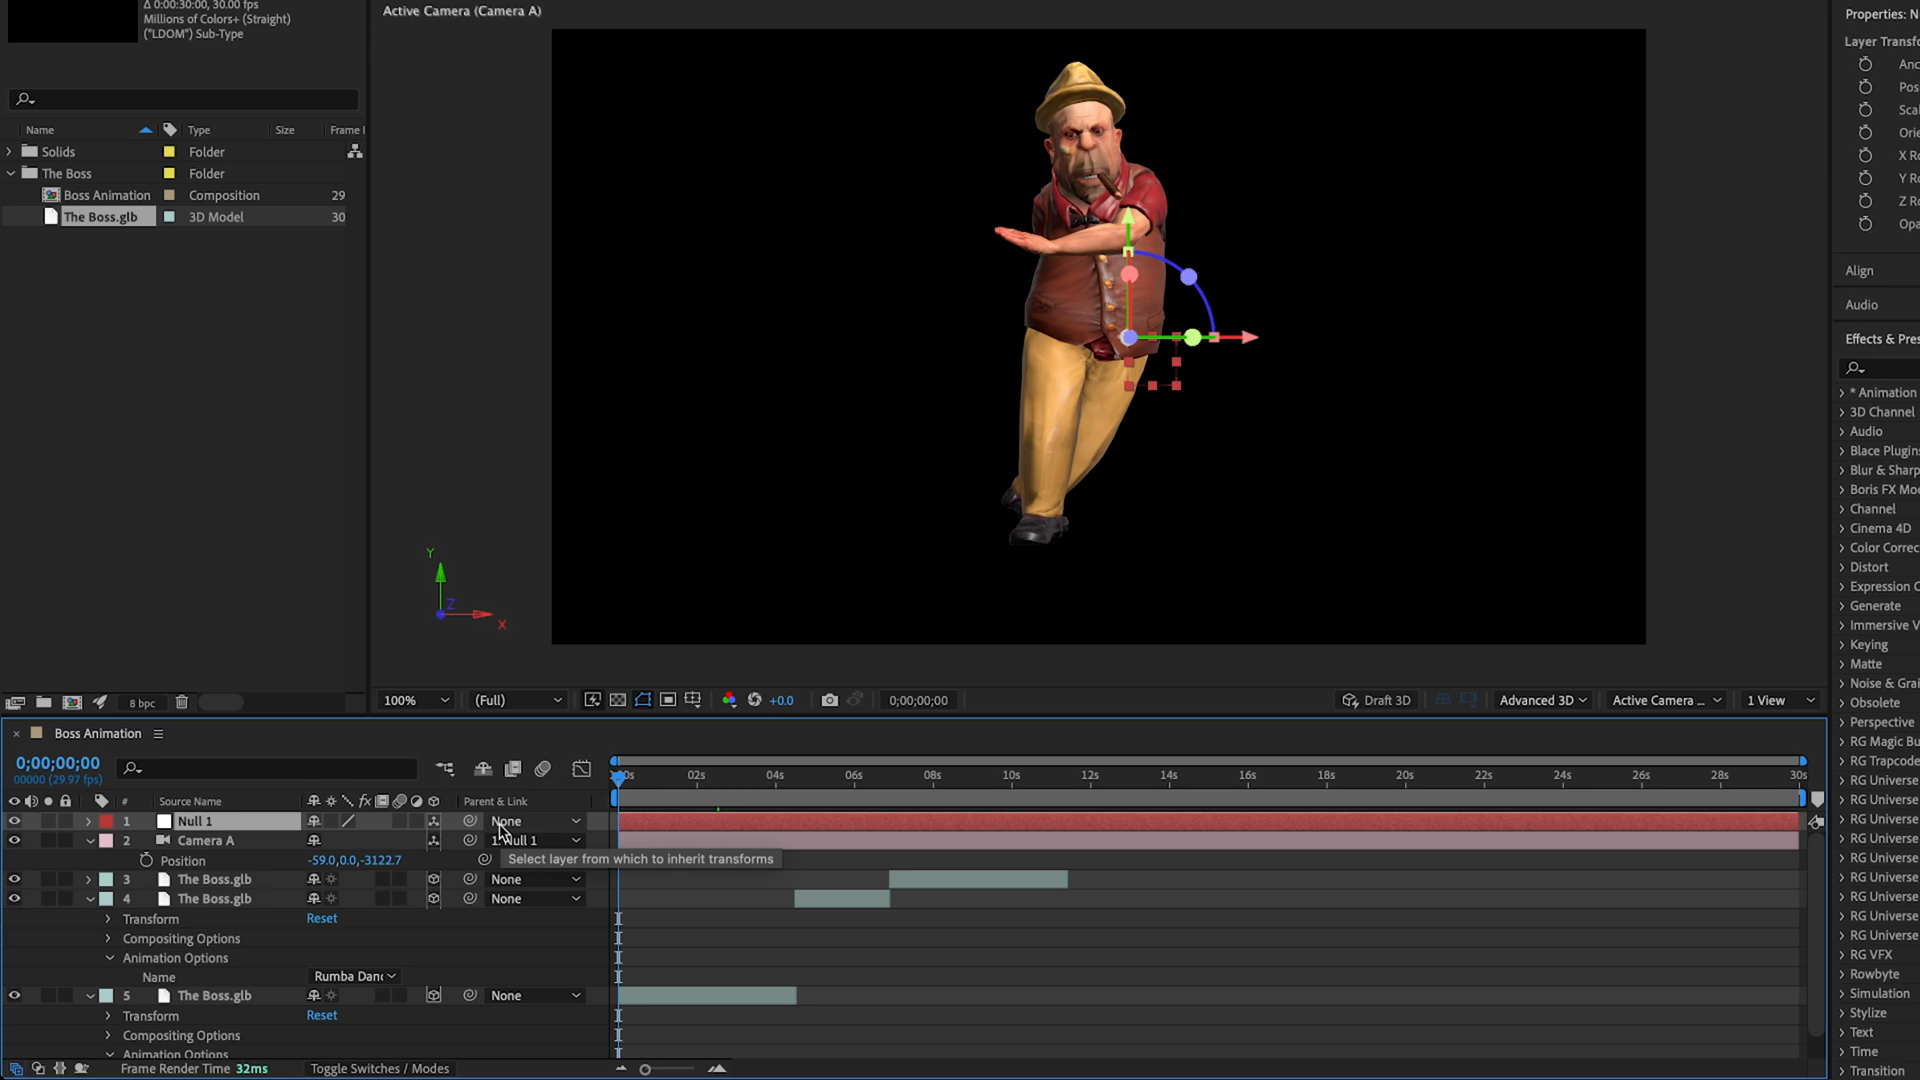 Δ 0:00:30:00, 30.00 fps
Millions of Colors+ (Straight)
("LDOM") Sub-Type
Name Type Size Frame
Solids Folder
The Boss Folder
Boss Animation Composition 29
The Boss.glb 3D Model 30
8 bpc
Active Camera (Camera A)
Y
Z
X
100% (Full) +0.0 0;00;00;00 Draft 3D Advanced 3D Active Camera ... 1 View
Properties: N
Layer Transfo
Anc
Pos
Scal
Orie
X Ro
Y Ro
Z Ro
Opa
Align
Audio
Effects & Pres
* Animation
3D Channel
Audio
Blace Plugins
Blur & Sharp
Boris FX Moc
Channel
Cinema 4D
Color Correc
Distort
Expression C
Generate
Immersive V
Keying
Matte
Noise & Grai
Obsolete
Perspective
RG Magic Bu
RG Trapcode
RG Universe
RG Universe
RG Universe
RG Universe
RG Universe
RG Universe
RG Universe
RG Universe
RG Universe
RG VFX
Rowbyte
Simulation
Stylize
Text
Time
Transition
× Boss Animation
0;00;00;00
00000 (29.97 fps)
00s 02s 04s 06s 08s 10s 12s 14s 16s 18s 20s 22s 24s 26s 28s 30s
# Source Name fx Parent & Link
1 Null 1 None
2 Camera A 1. Null 1
Position -59.0,0.0,-3122.7
Select layer from which to inherit transforms
3 The Boss.glb None
4 The Boss.glb None
Transform Reset
Compositing Options
Animation Options
Name Rumba Danc
5 The Boss.glb None
Transform Reset
Compositing Options
Animation Options
Frame Render Time 32ms Toggle Switches / Modes